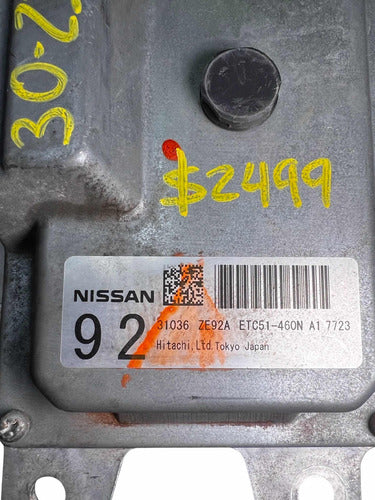 30-2
$2499
NISSAN
92
31036 ZE92A ETC51-460N A1 7723
Hitachi,Ltd.Tokyo Japan